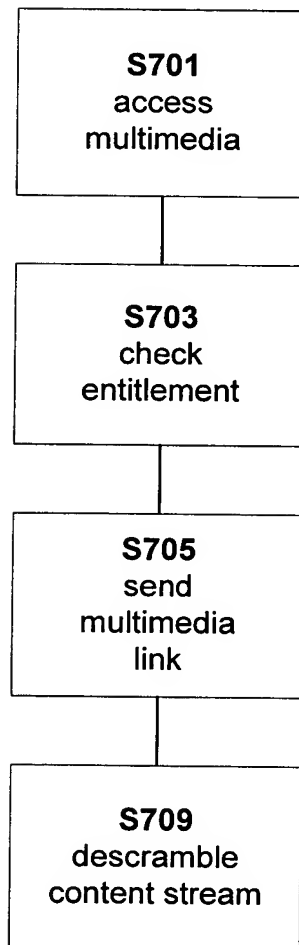 S701
access
multimedia
S703
check
entitlement
S705
send
multimedia
link
S709
descramble
content stream